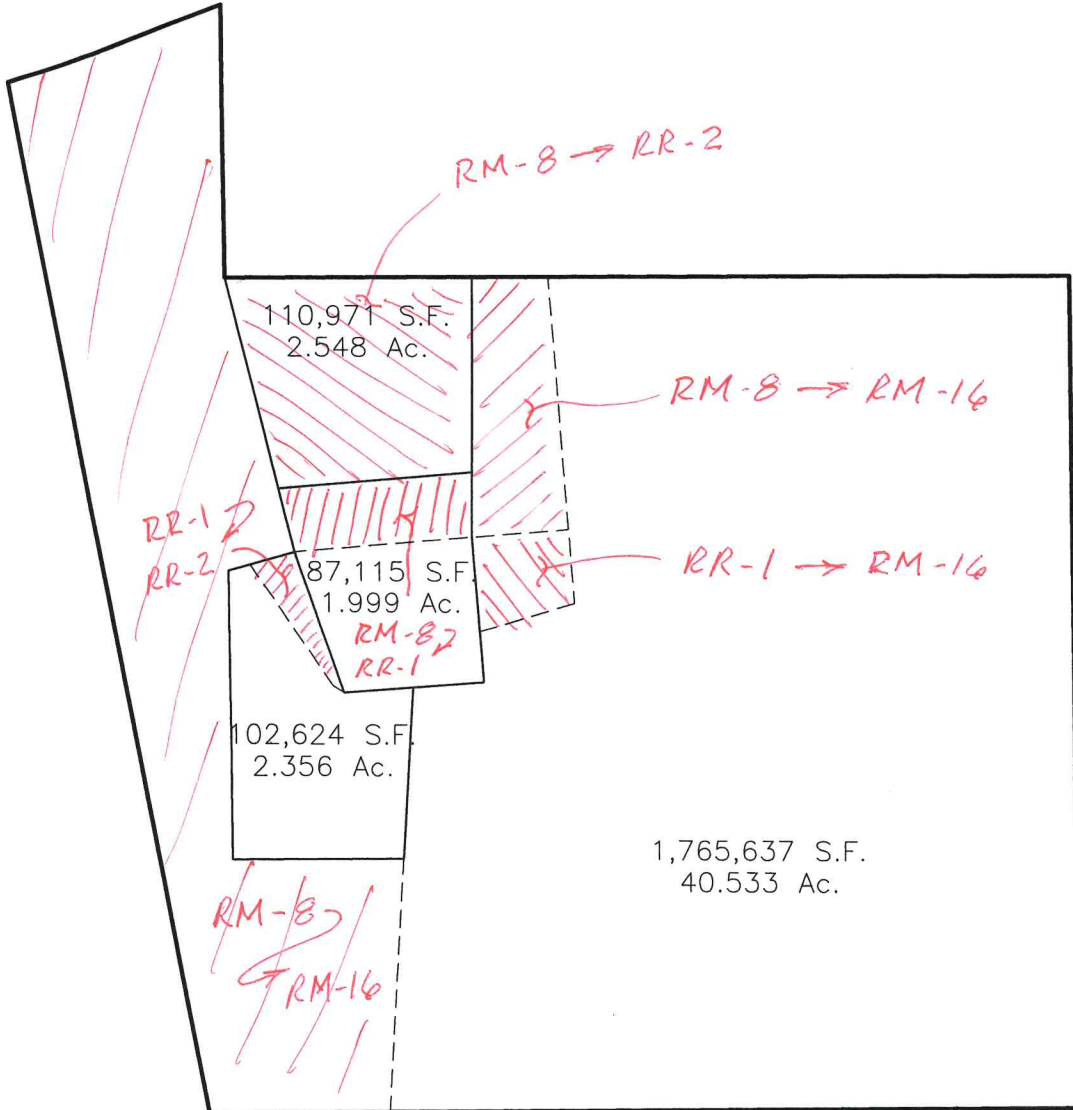 RM-8 → RR-2
110,971 S.F.
2.548 Ac.
RM-8 → RM-16
RR-1
RR-2
87,115 S.F.
1.999 Ac.
RR-1 → RM-16
RM-8
RR-1
102,624 S.F.
2.356 Ac.
1,765,637 S.F.
40.533 Ac.
RM-8
→ RM-16